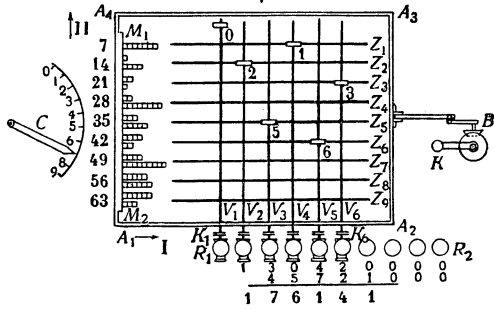 A4
A3
II
M1
7
14
21
28
35
42
49
56
63
M2
0
1
2
3
4
5
6
8
9
C
0
1
2
3
5
6
Z1
Z2
Z3
Z4
Z5
Z6
Z7
Z8
Z9
V1 V2 V3 V4 V5 V6
B
K
A1 → I
A2
K1
K6
R1
R2
1 3 0 4 2 0 0 0 0
4 5 7 2 1 0 0 0
1 7 6 1 4 1